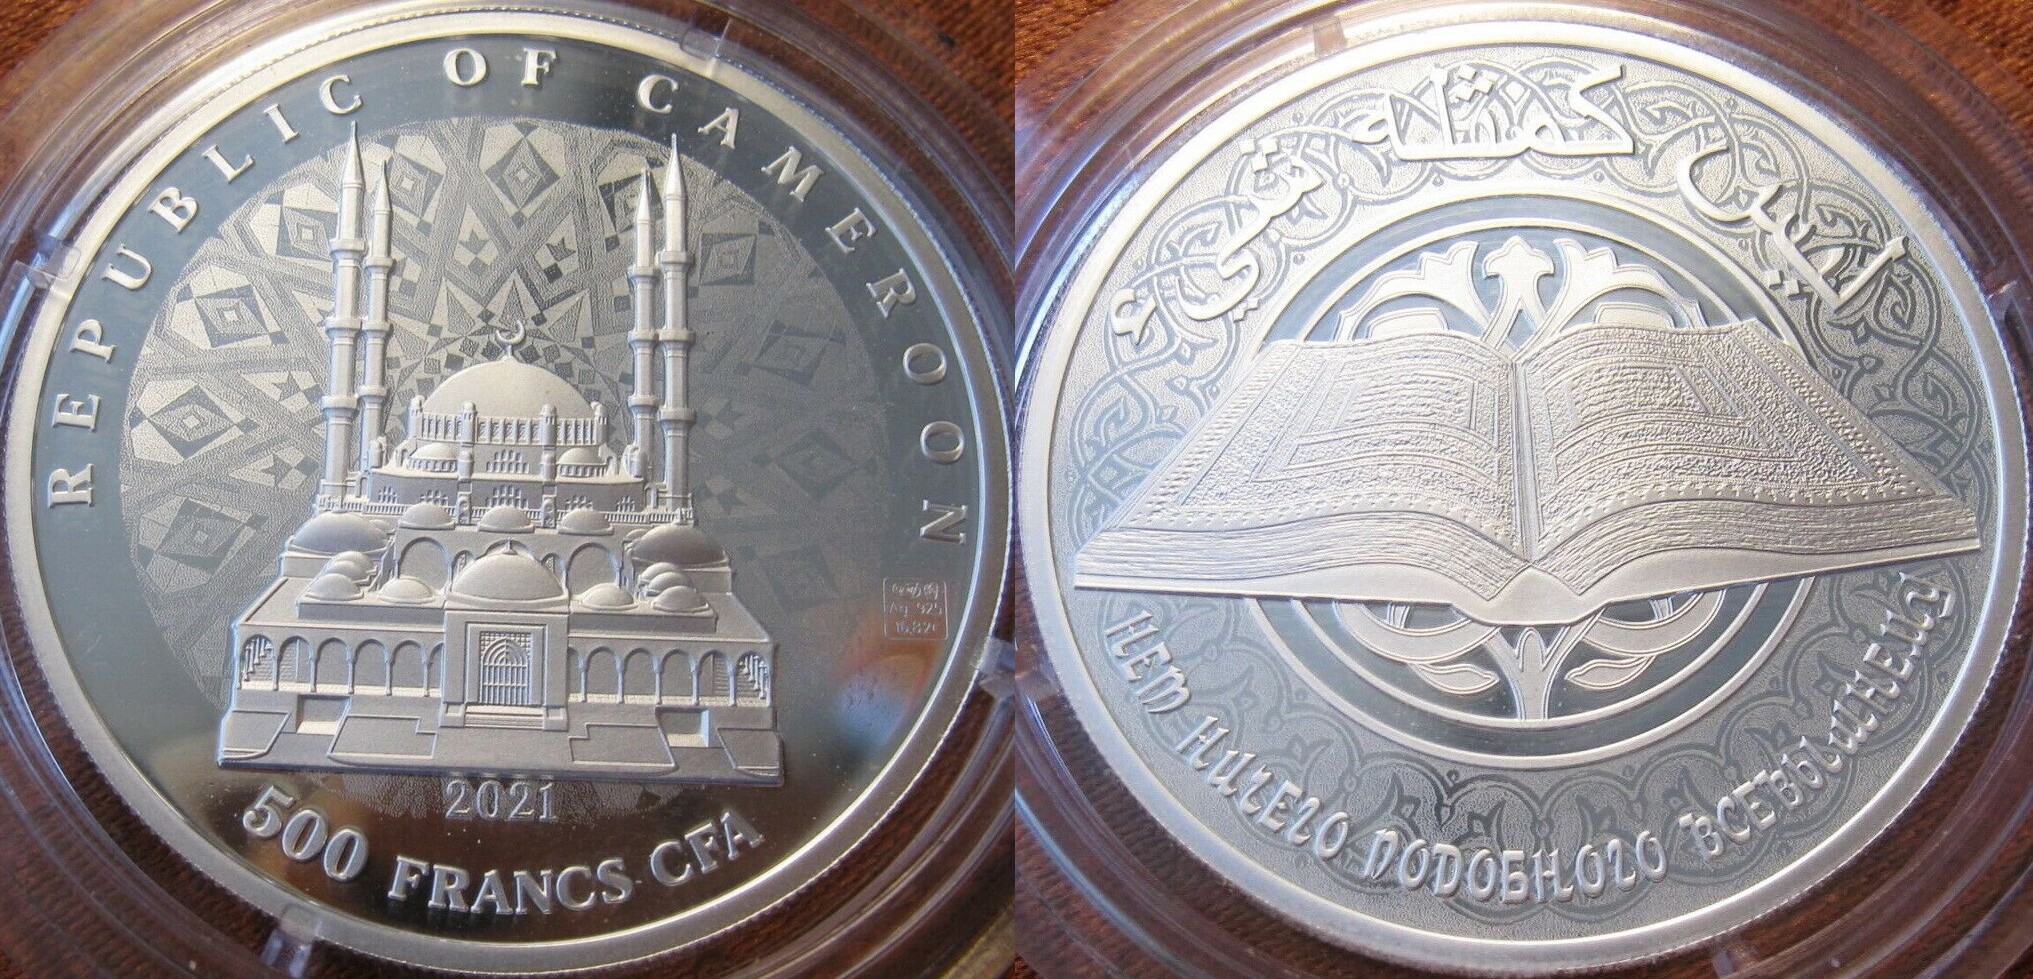 REPUBLIC OF CAMEROON
Ag 925
2021
500 FRANCS CFA
ليس كمثله شيء
НЕТ НИЧЕГО ПОДОБНОГО ВСЕВЫШНЕМУ